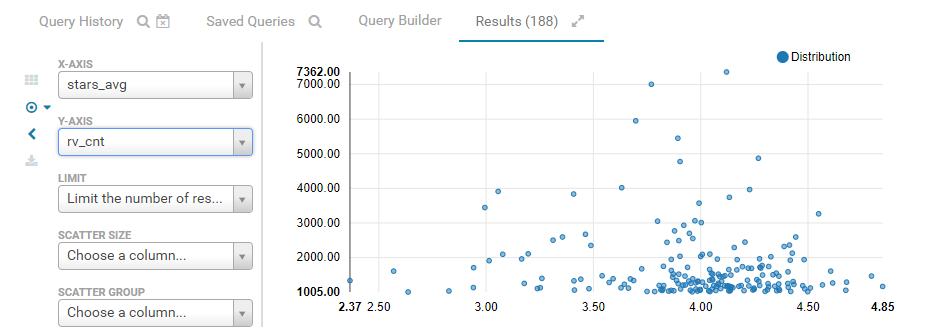 Query History Saved Queries Query Builder Results (188)
X-AXIS
stars_avg
Y-AXIS
rv_cnt
LIMIT
Limit the number of res...
SCATTER SIZE
Choose a column...
SCATTER GROUP
Choose a column...
Distribution
7362.00
7000.00
6000.00
5000.00
4000.00
3000.00
2000.00
1005.00
2.37 2.50 3.00 3.50 4.00 4.50 4.85